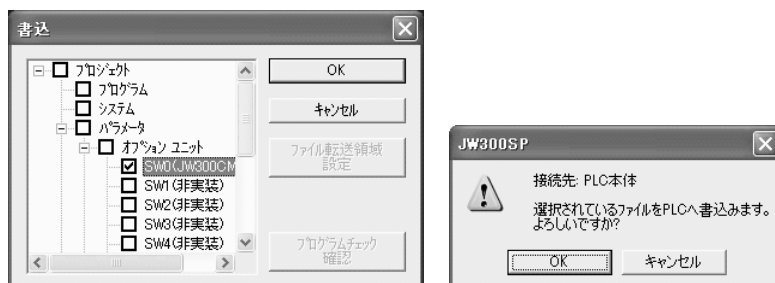 書込
プロジェクト
プログラム
システム
パラメータ
オプション ユニット
SW0(JW300CM
SW1(非実装)
SW2(非実装)
SW3(非実装)
SW4(非実装)
OK
キャンセル
ファイル転送領域
設定
プログラムチェック
確認
JW300SP
接続先: PLC本体
選択されているファイルをPLCへ書込みます。
よろしいですか?
OK
キャンセル